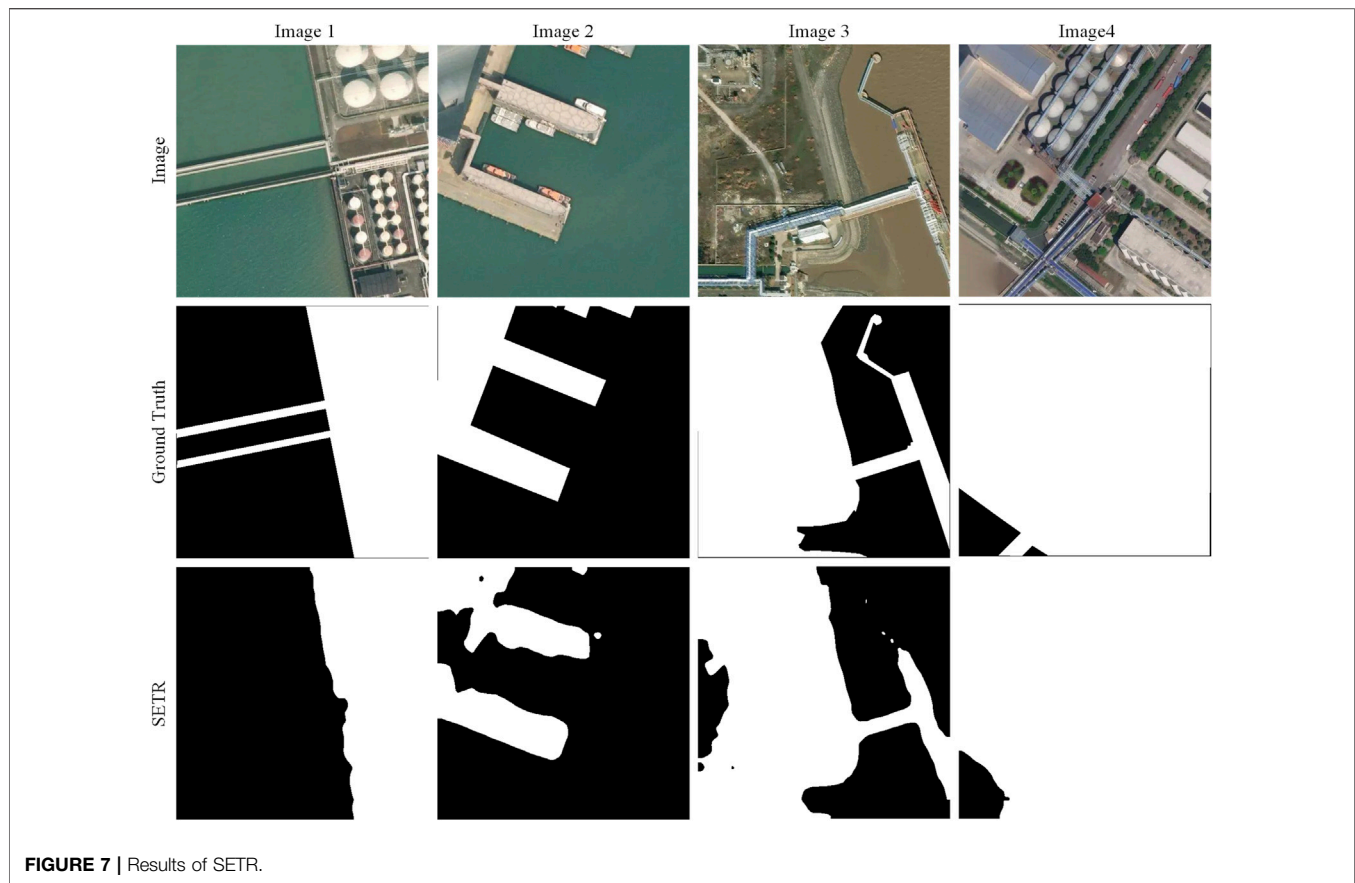 Image 1 Image 2 Image 3 Image4
Image
Ground Truth
SETR
FIGURE 7 | Results of SETR.